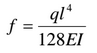 f = ql⁴ / 128EI